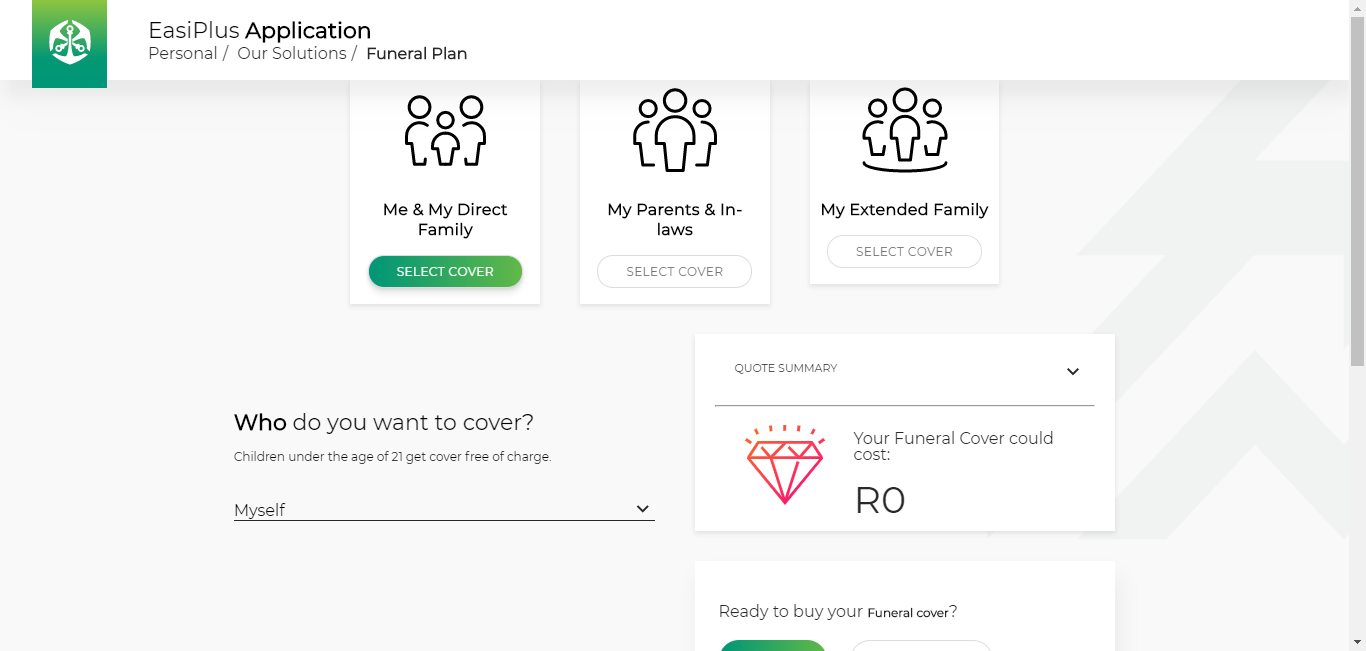 EasiPlus Application
Personal / Our Solutions / Funeral Plan
Me & My Direct
Family
SELECT COVER
My Parents & In-
laws
SELECT COVER
My Extended Family
SELECT COVER
Who do you want to cover?
Children under the age of 21 get cover free of charge.
Myself
QUOTE SUMMARY
Your Funeral Cover could
cost:
R0
Ready to buy your Funeral cover?